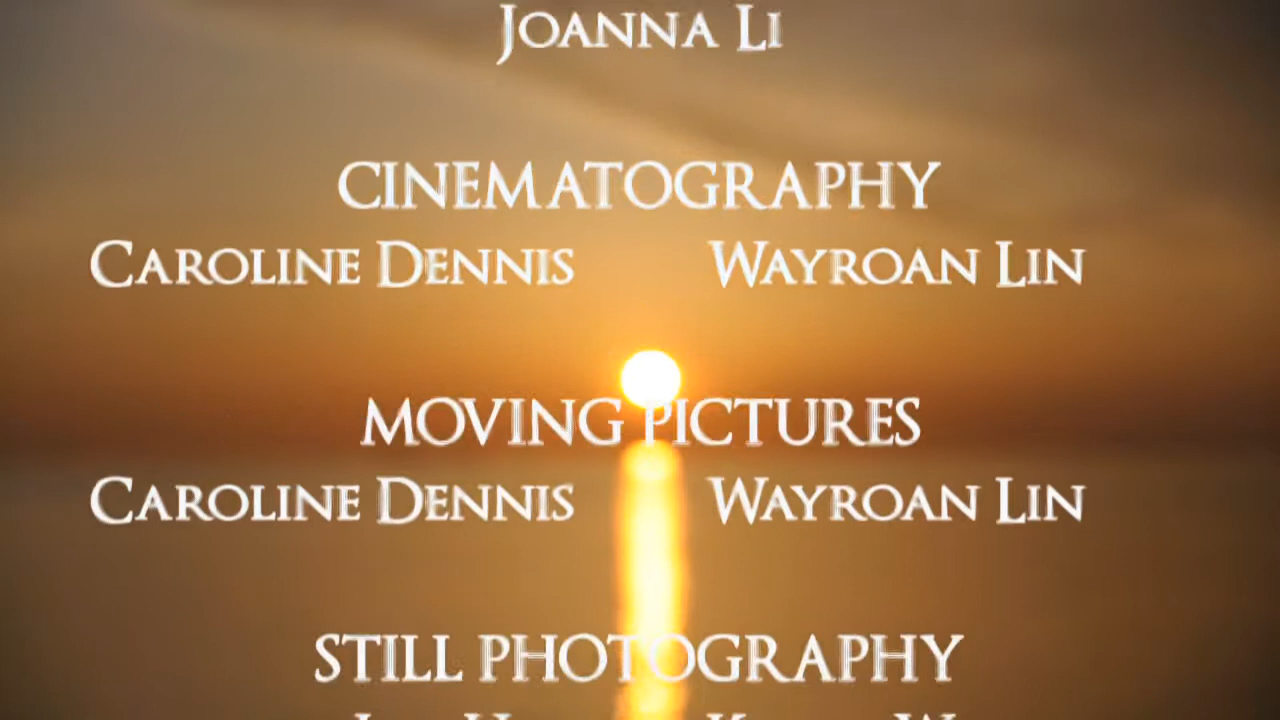 Joanna Li
CINEMATOGRAPHY
Caroline Dennis Wayroan Lin
MOVING PICTURES
Caroline Dennis Wayroan Lin
STILL PHOTOGRAPHY